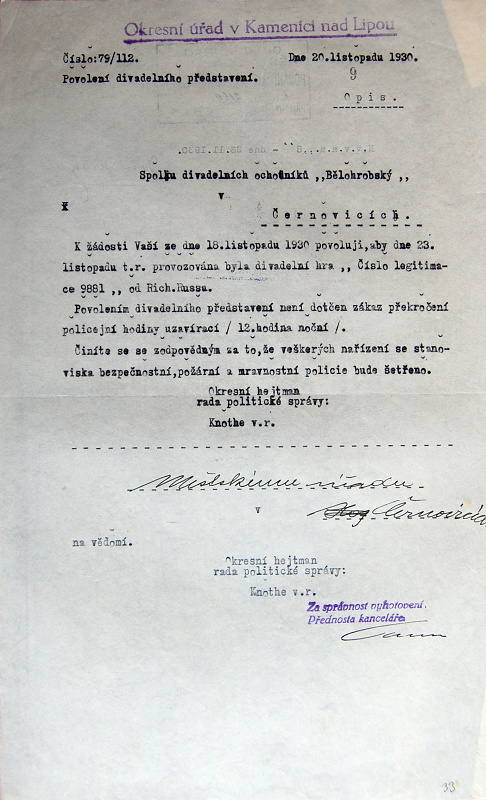 Okresní úřad v Kamenici nad Lipou
Číslo:79/112.
Dne 20.listopadu 1930.
Povolení divadelního představení.
9
Opis.
Spolku divadelních ochotníků ,,Bělohrobský ,,
v
x
Černovicích.
K žádosti Vaší ze dne 18.listopadu 1930 povoluji,aby dne 23.
listopadu t.r. provozována byla divadelní hra ,, Číslo legitima-
ce 9881 ,, od Rich.Russa.
Povolením divadelního představení není dotčen zákaz překročení
policejní hodiny uzavírací / 12.hodina noční /.
Činíte se se zodpovědným za to,že veškerých nařízení se stano-
viska bezpečnostní,požární a mravnostní policie bude šetřeno.
Okresní hejtman
rada politické správy:
Knothe v.r.
Městskému úřadu
v
Černovicích
na vědomí.
Okresní hejtman
rada politické správy:
Knothe v.r.
Za správnost vyhotovení.
Přednosta kanceláře
33